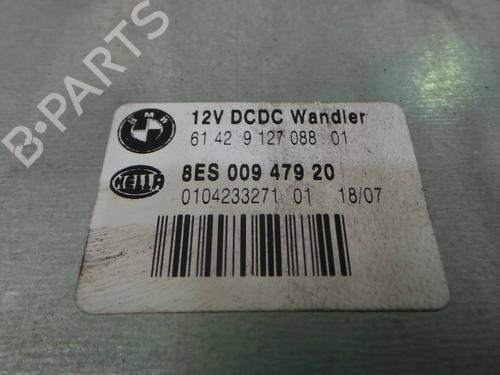 BMW
12V DCDC Wandler
61 42 9 127 088 01
HELLA
8ES 009 479 20
0104233271 01 18/07
B-PARTS